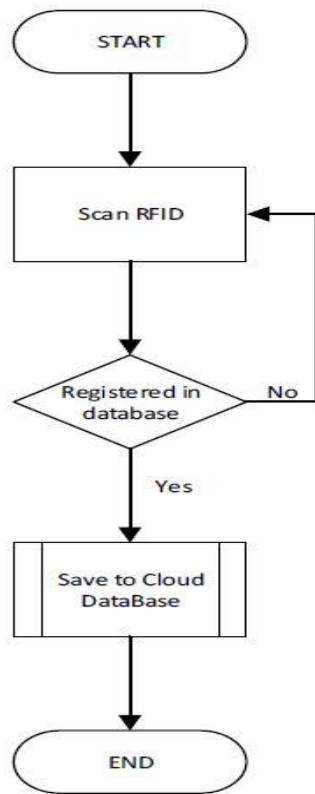 START
Scan RFID
Registered in
database
No
Yes
Save to Cloud
DataBase
END